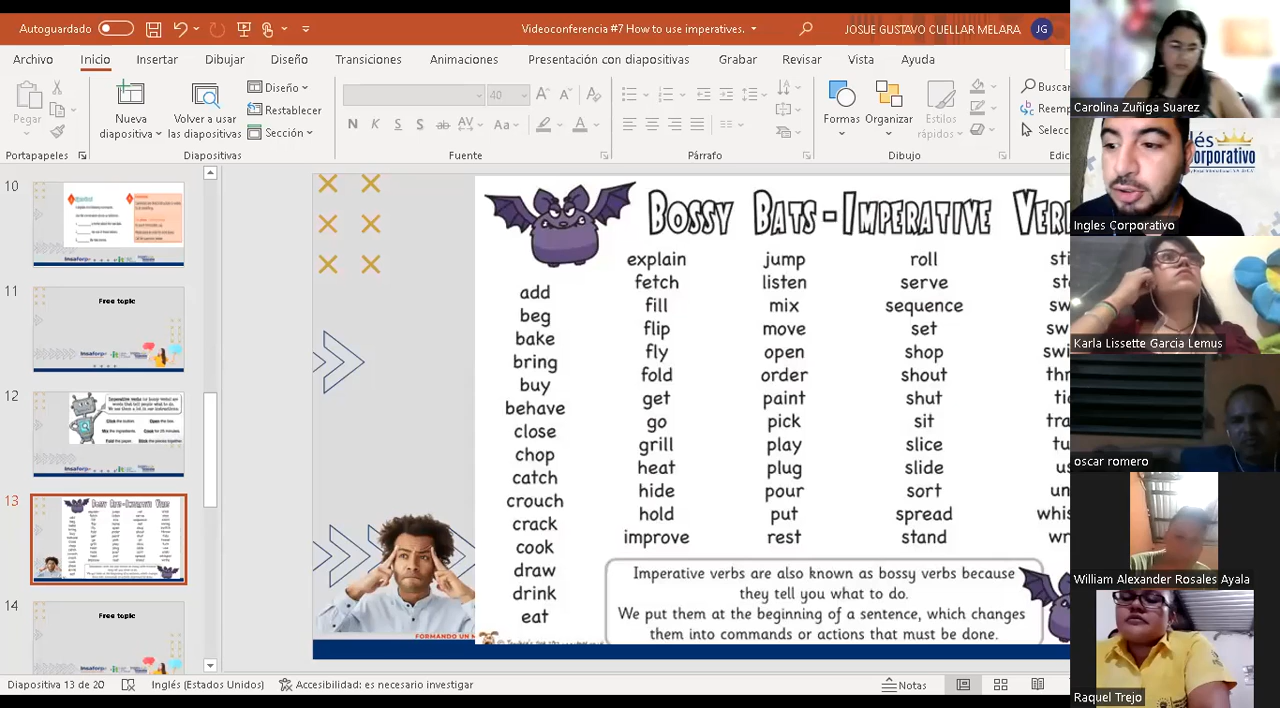 Autoguardado
Videoconferencia #7 How to use imperatives.
JOSUE GUSTAVO CUELLAR MELARA
JG
Archivo
Inicio
Insertar
Dibujar
Diseño
Transiciones
Animaciones
Presentación con diapositivas
Grabar
Revisar
Vista
Ayuda
Pegar
Nueva
diapositiva
Volver a usar
las diapositivas
Diseño
Restablecer
Sección
40
N K S S ab AV Aa A
Formas
Organizar
Estilos
rápidos
Buscar
Portapapeles
Diapositivas
Fuente
Párrafo
Dibujo
10
11
Free topic
12
13
14
Free topic
BOSSY BATS - IMPERATIVE
add
beg
bake
bring
buy
behave
close
chop
catch
crouch
crack
cook
draw
drink
eat
explain
fetch
fill
flip
fly
fold
get
go
grill
heat
hide
hold
improve
jump
listen
mix
move
open
order
paint
pick
play
plug
pour
put
rest
roll
serve
sequence
set
shop
shout
shut
sit
slice
slide
sort
spread
stand
Imperative verbs are also known as bossy verbs because
they tell you what to do.
We put them at the beginning of a sentence, which changes
them into commands or actions that must be done.
Diapositiva 13 de 20
Inglés (Estados Unidos)
Accesibilidad: es necesario investigar
Notas
Carolina Zuñiga Suarez
Ingles Corporativo
Karla Lissette Garcia Lemus
oscar romero
William Alexander Rosales Ayala
Raquel Trejo